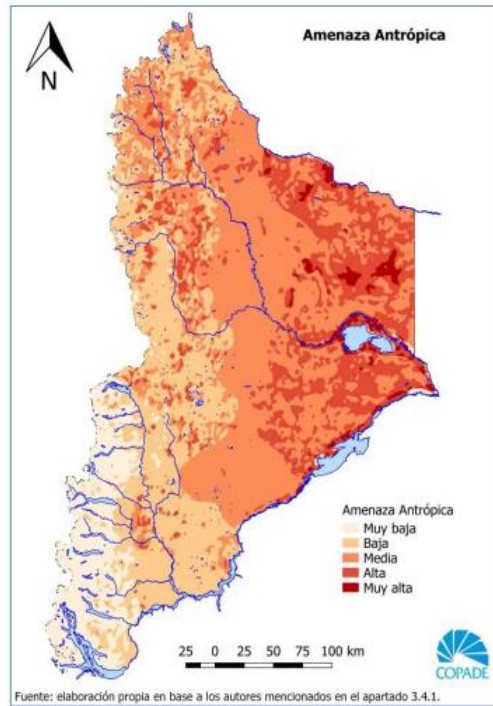 Amenaza Antrópica
N
Amenaza Antrópica
Muy baja
Baja
Media
Alta
Muy alta
25 0 25 50 75 100 km
COPADE
Fuente: elaboración propia en base a los autores mencionados en el apartado 3.4.1.